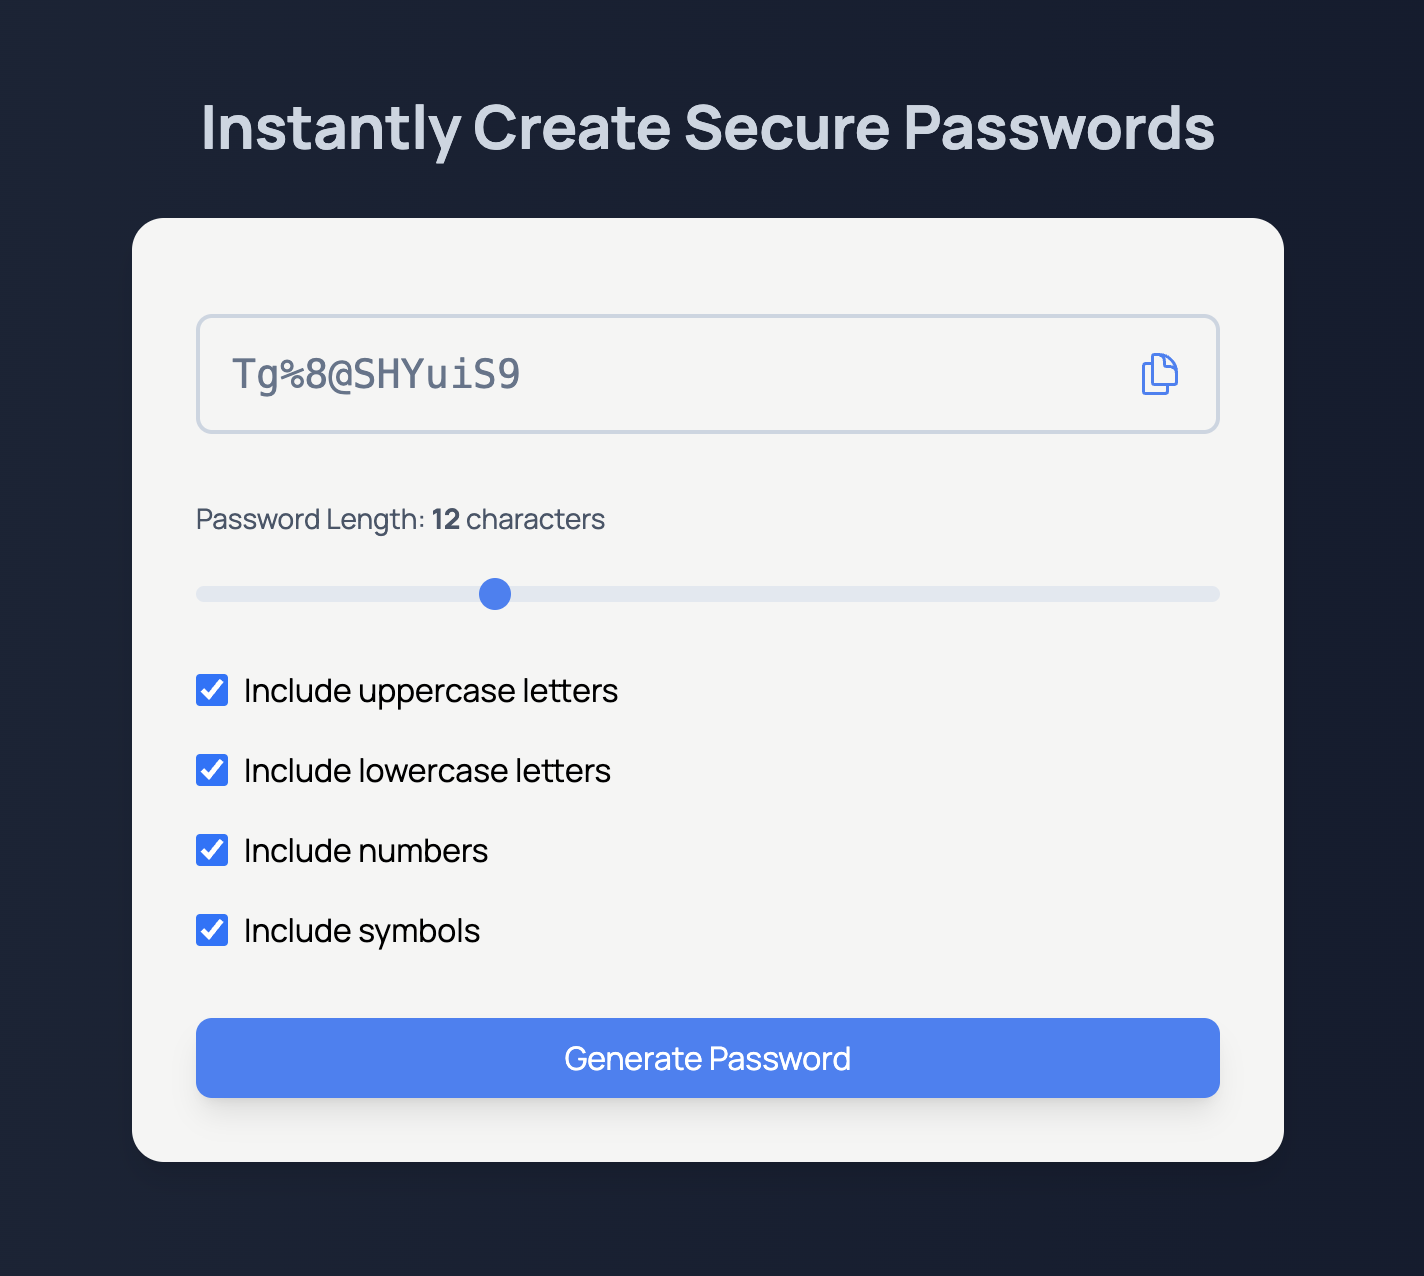 Instantly Create Secure Passwords
Tg%8@SHYuiS9
Password Length: 12 characters
Include uppercase letters
Include lowercase letters
Include numbers
Include symbols
Generate Password